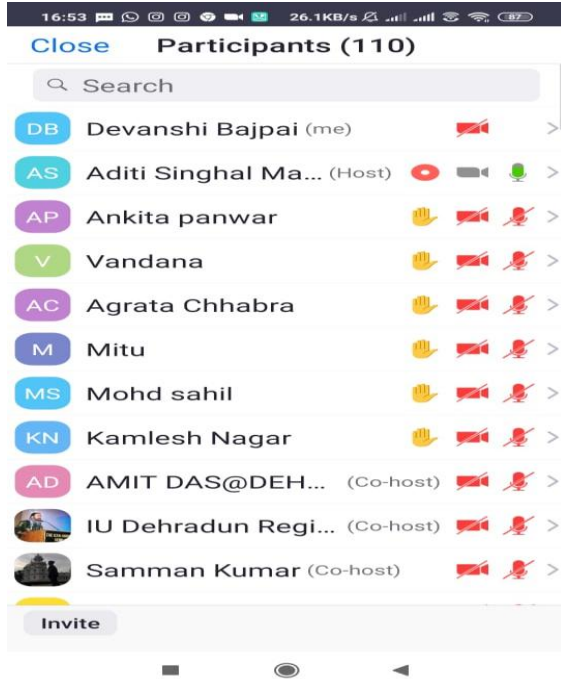 16:53 26.1KB/s 87
Close Participants (110)
Search
DB Devanshi Bajpai (me)
AS Aditi Singhal Ma... (Host)
AP Ankita panwar
V Vandana
AC Agrata Chhabra
M Mitu
MS Mohd sahil
KN Kamlesh Nagar
AD AMIT DAS@DEH... (Co-host)
IU Dehradun Regi... (Co-host)
Samman Kumar (Co-host)
Invite